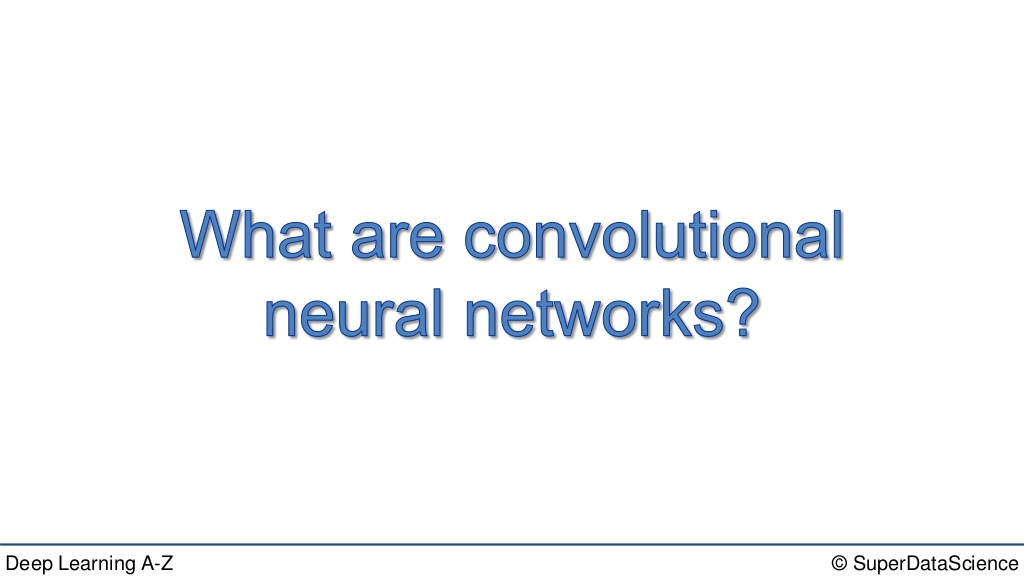 What are convolutional
neural networks?
Deep Learning A-Z
© SuperDataScience